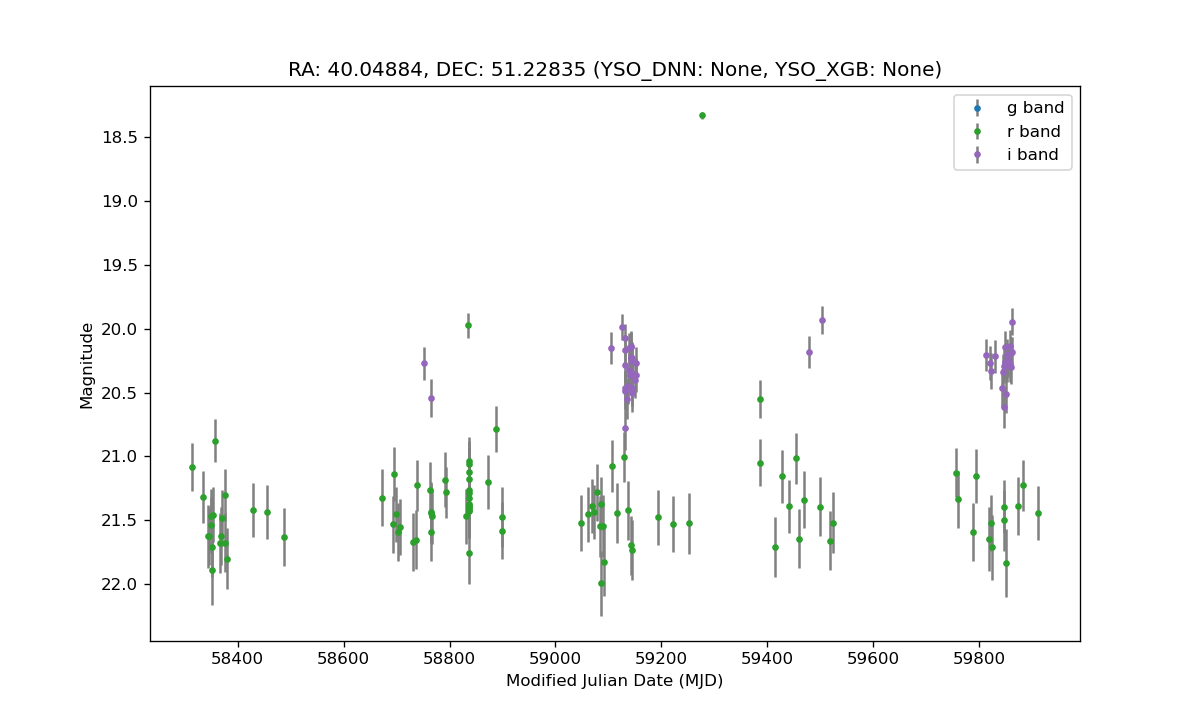 RA: 40.04884, DEC: 51.22835 (YSO_DNN: None, YSO_XGB: None)
g band
r band
i band
18.5
19.0
19.5
20.0
20.5
21.0
21.5
22.0
Magnitude
58400 58600 58800 59000 59200 59400 59600 59800
Modified Julian Date (MJD)